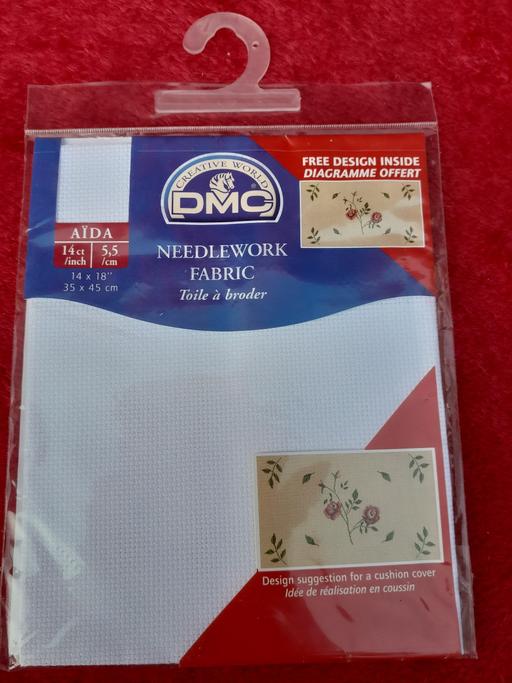 CREATIVE WORLD
DMC
FREE DESIGN INSIDE
DIAGRAMME OFFERT
AÏDA
14 ct /inch
5,5 /cm
14 x 18''
35 x 45 cm
NEEDLEWORK
FABRIC
Toile à broder
Design suggestion for a cushion cover
Idée de réalisation en coussin